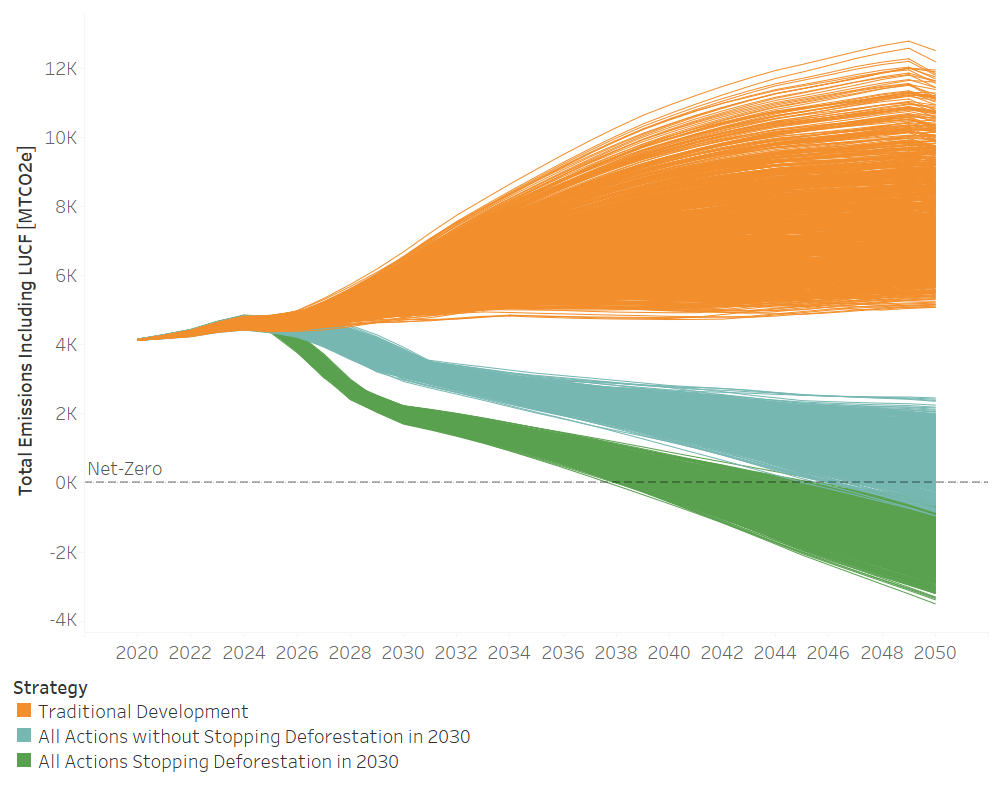 Total Emissions Including LUCF [MTCO2e]
12K
10K
8K
6K
4K
2K
Net-Zero
0K
-2K
-4K
2020 2022 2024 2026 2028 2030 2032 2034 2036 2038 2040 2042 2044 2046 2048 2050
Strategy
Traditional Development
All Actions without Stopping Deforestation in 2030
All Actions Stopping Deforestation in 2030